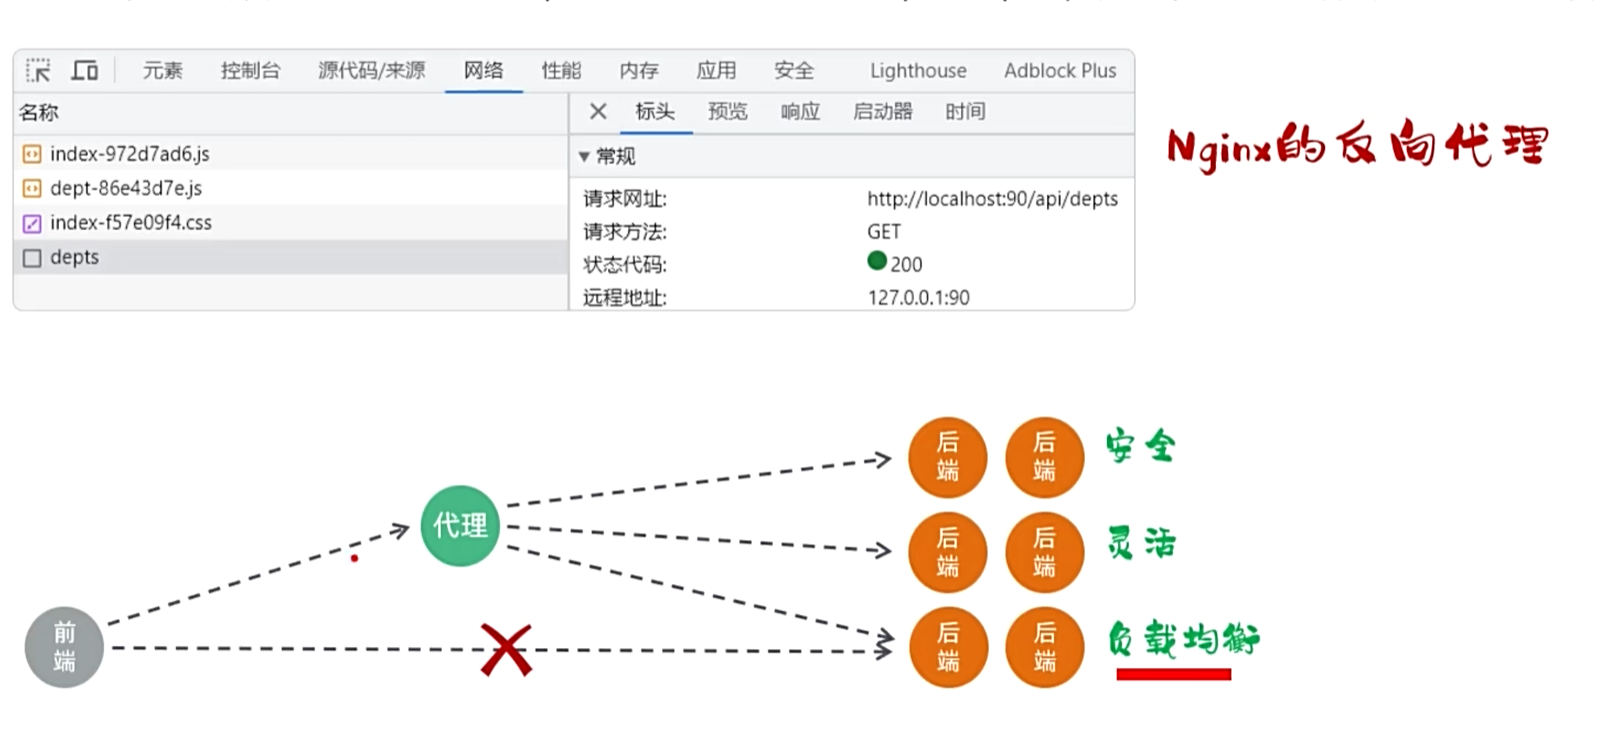 元素 控制台 源代码/来源 网络 性能 内存 应用 安全 Lighthouse Adblock Plus
名称
index-972d7ad6.js
dept-86e43d7e.js
index-f57e09f4.css
depts
标头 预览 响应 启动器 时间
常规
请求网址: http://localhost:90/api/depts
请求方法: GET
状态代码: 200
远程地址: 127.0.0.1:90
Nginx的反向代理
前端
代理
后端 后端 安全
后端 后端 灵活
后端 后端 负载均衡